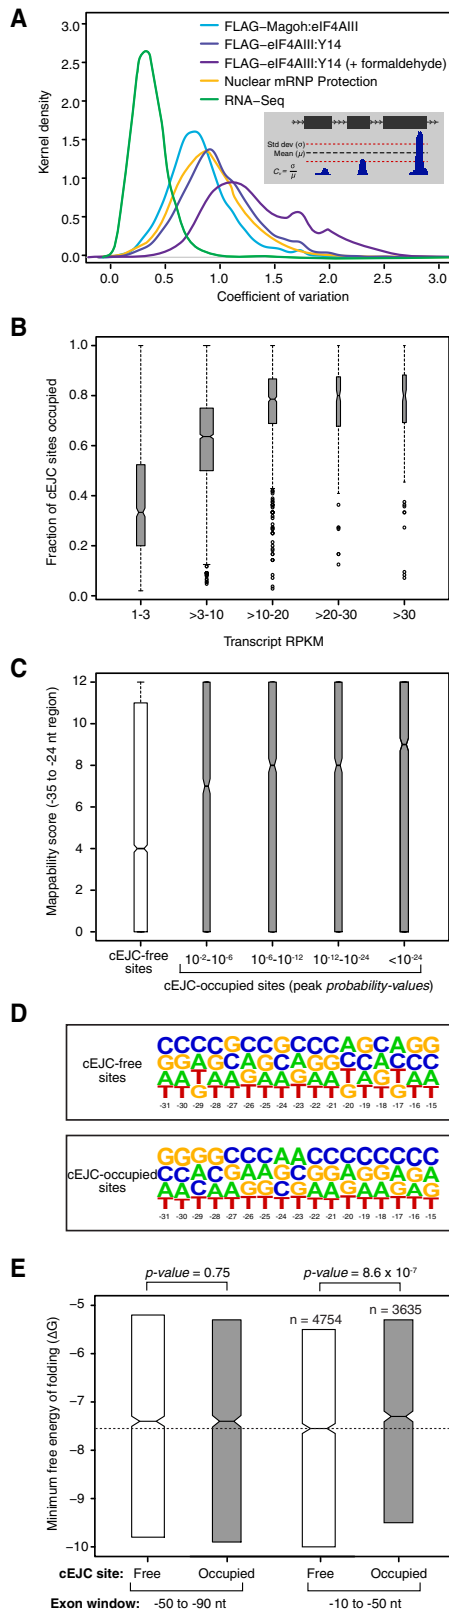 A
FLAG–Magoh:eIF4AIII
FLAG–eIF4AIII:Y14
FLAG–eIF4AIII:Y14 (+ formaldehyde)
Nuclear mRNP Protection
RNA–Seq
Std dev (σ)
Mean (μ)
Cᵥ = σ/μ
Kernel density
3.0
2.5
2.0
1.5
1.0
0.5
0.0
0.0 0.5 1.0 1.5 2.0 2.5 3.0
Coefficient of variation
B
Fraction of cEJC sites occupied
1.0
0.8
0.6
0.4
0.2
0.0
1-3 >3-10 >10-20 >20-30 >30
Transcript RPKM
C
Mappability score (-35 to -24 nt region)
12
10
8
6
4
2
0
cEJC-free sites
10⁻²-10⁻⁶ 10⁻⁶-10⁻¹² 10⁻¹²-10⁻²⁴ <10⁻²⁴
cEJC-occupied sites (peak probability-values)
D
cEJC-free
sites
CCCCGCCGCCCAGCAGG
GGAGCAGCAGGCCACCC
AATAAGAAGAATAGTAA
TTGTTTTTTTTGTTGTT
-31 -30 -29 -28 -27 -26 -25 -24 -23 -22 -21 -20 -19 -18 -17 -16 -15
cEJC-occupied
sites
GGGGCCCAACCCCCCCC
CCACGAAGCGGAGGAGA
AACAAGGCGAAGAAGAG
TTTTTTTTTTTTTTTTT
-31 -30 -29 -28 -27 -26 -25 -24 -23 -22 -21 -20 -19 -18 -17 -16 -15
E
p-value = 0.75
p-value = 8.6 x 10⁻⁷
n = 4754
n = 3635
Minimum free energy of folding (ΔG)
−5
−6
−7
−8
−9
−10
cEJC site: Free Occupied Free Occupied
Exon window: -50 to -90 nt -10 to -50 nt